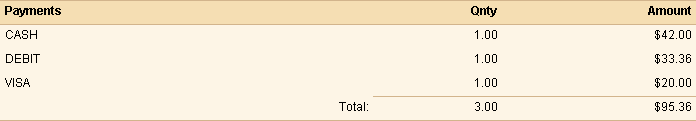 Payments Qnty Amount
CASH 1.00 $42.00
DEBIT 1.00 $33.36
VISA 1.00 $20.00
Total: 3.00 $95.36